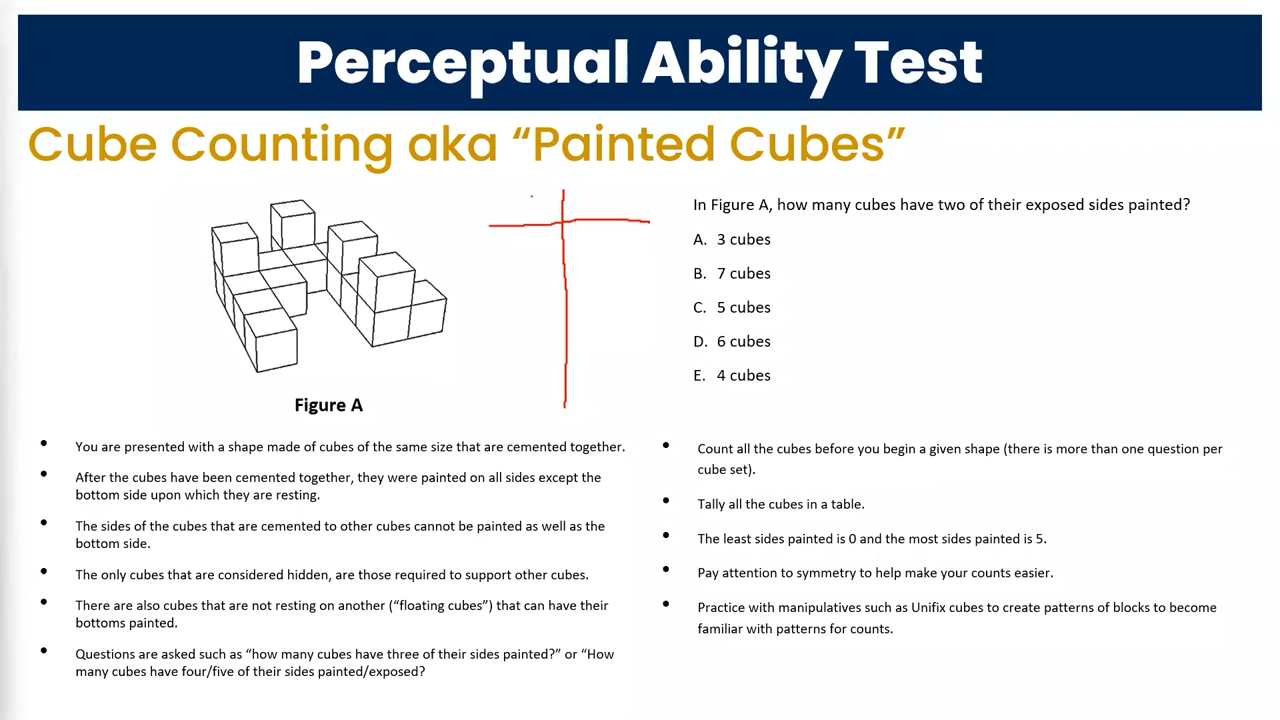 Perceptual Ability Test
Cube Counting aka “Painted Cubes”
Figure A
In Figure A, how many cubes have two of their exposed sides painted?
A. 3 cubes
B. 7 cubes
C. 5 cubes
D. 6 cubes
E. 4 cubes
• You are presented with a shape made of cubes of the same size that are cemented together.
• After the cubes have been cemented together, they were painted on all sides except the
bottom side upon which they are resting.
• The sides of the cubes that are cemented to other cubes cannot be painted as well as the
bottom side.
• The only cubes that are considered hidden, are those required to support other cubes.
• There are also cubes that are not resting on another (“floating cubes”) that can have their
bottoms painted.
• Questions are asked such as “how many cubes have three of their sides painted?” or “How
many cubes have four/five of their sides painted/exposed?
• Count all the cubes before you begin a given shape (there is more than one question per
cube set).
• Tally all the cubes in a table.
• The least sides painted is 0 and the most sides painted is 5.
• Pay attention to symmetry to help make your counts easier.
• Practice with manipulatives such as Unifix cubes to create patterns of blocks to become
familiar with patterns for counts.